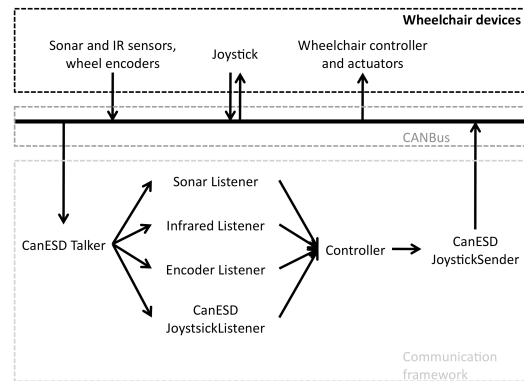 Wheelchair devices
Sonar and IR sensors,
wheel encoders
Joystick
Wheelchair controller
and actuators
CANBus
Sonar Listener
Infrared Listener
CanESD Talker
Encoder Listener
CanESD
JoytsickListener
Controller
CanESD
JoystickSender
Communication
framework